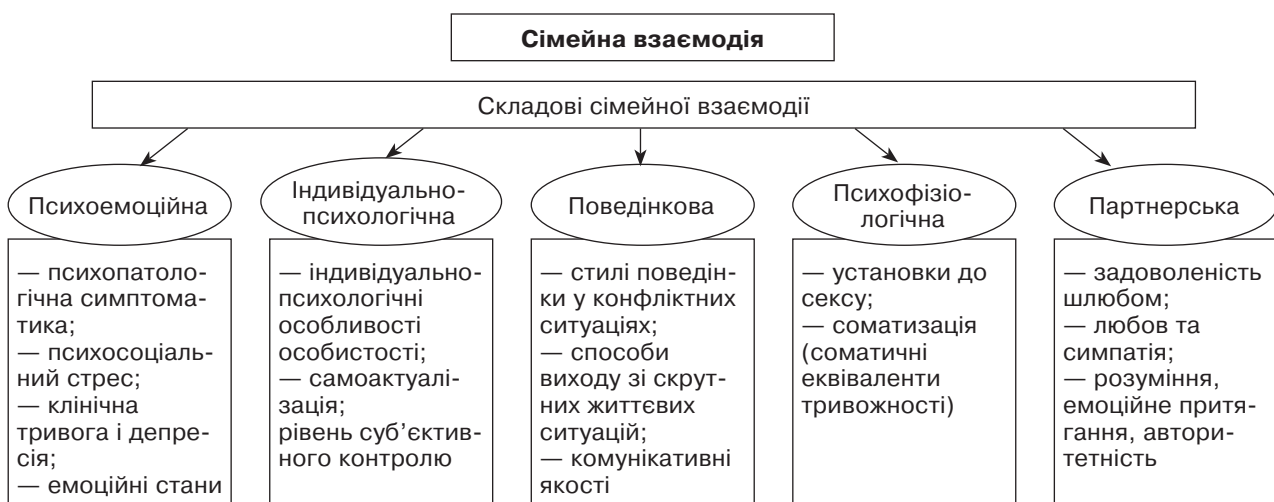 Сімейна взаємодія
Складові сімейної взаємодії
Психоемоційна
Індивідуально-
психологічна
Поведінкова
Психофізіо-
логічна
Партнерська
— психопатоло-
гічна симптома-
тика;
— психосоціаль-
ний стрес;
— клінічна
тривога і депре-
сія;
— емоційні стани
— індивідуально-
психологічні
особливості
особистості;
— самоактуалі-
зація;
рівень суб’єктив-
ного контролю
— стилі поведін-
ки у конфліктних
ситуаціях;
— способи
виходу зі скрут-
них життєвих
ситуацій;
— комунікативні
якості
— установки до
сексу;
— соматизація
(соматичні
еквіваленти
тривожності)
— задоволеність
шлюбом;
— любов та
симпатія;
— розуміння,
емоційне притя-
гання, автори-
тетність